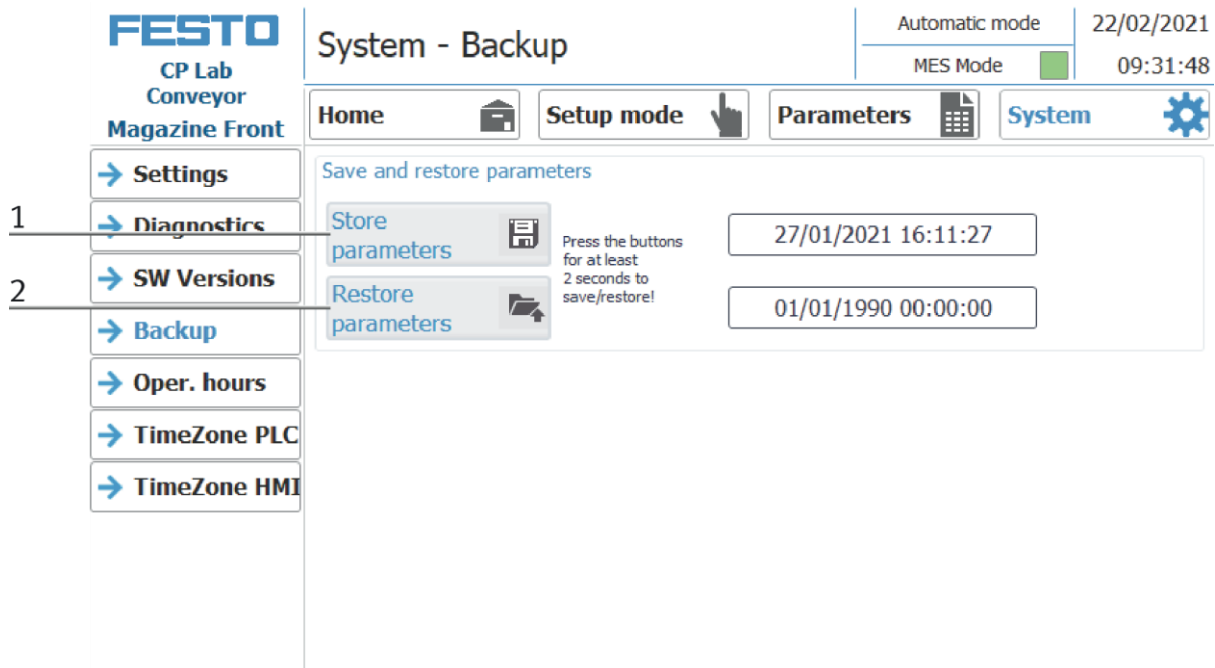 FESTO
CP Lab
Conveyor
Magazine Front
System - Backup
Automatic mode
MES Mode
22/02/2021
09:31:48
Home
Setup mode
Parameters
System
Settings
Diagnostics
SW Versions
Backup
Oper. hours
TimeZone PLC
TimeZone HMI
1
2
Save and restore parameters
Store
parameters
Restore
parameters
Press the buttons
for at least
2 seconds to
save/restore!
27/01/2021 16:11:27
01/01/1990 00:00:00